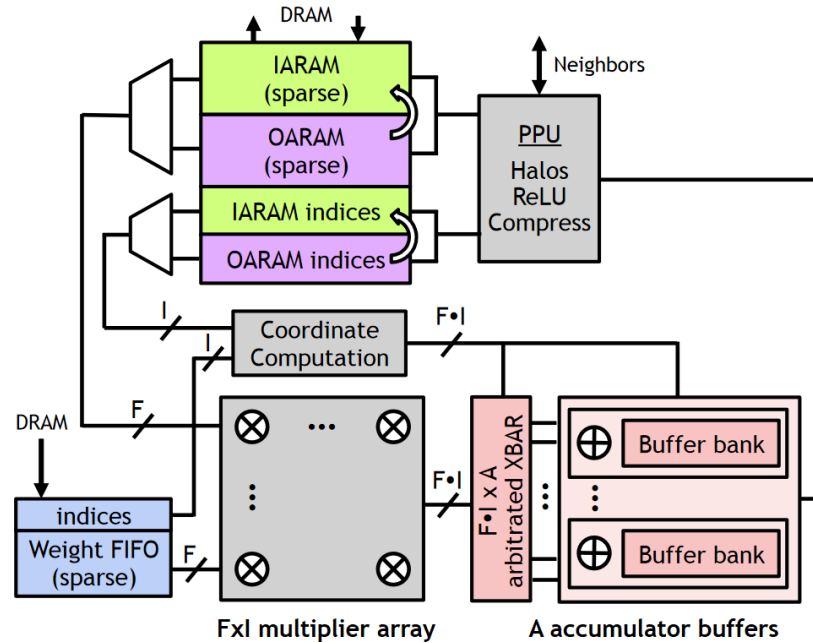 DRAM
IARAM
(sparse)
OARAM
(sparse)
IARAM indices
OARAM indices
Neighbors
PPU
Halos
ReLU
Compress
I
I
Coordinate
Computation
F•I
F
DRAM
indices
Weight FIFO
(sparse)
F
...
...
F•I
F•I x A
arbitrated XBAR
...
Buffer bank
...
Buffer bank
FxI multiplier array
A accumulator buffers